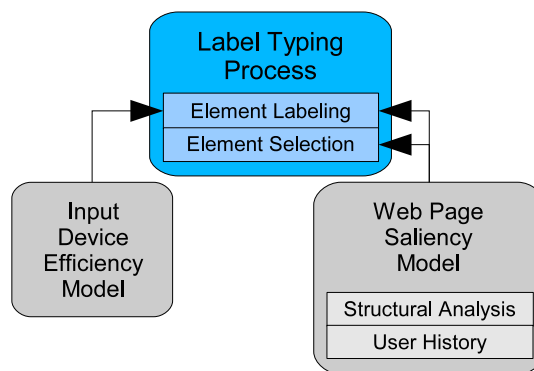 Label Typing
Process
Element Labeling
Element Selection
Input
Device
Efficiency
Model
Web Page
Saliency
Model
Structural Analysis
User History